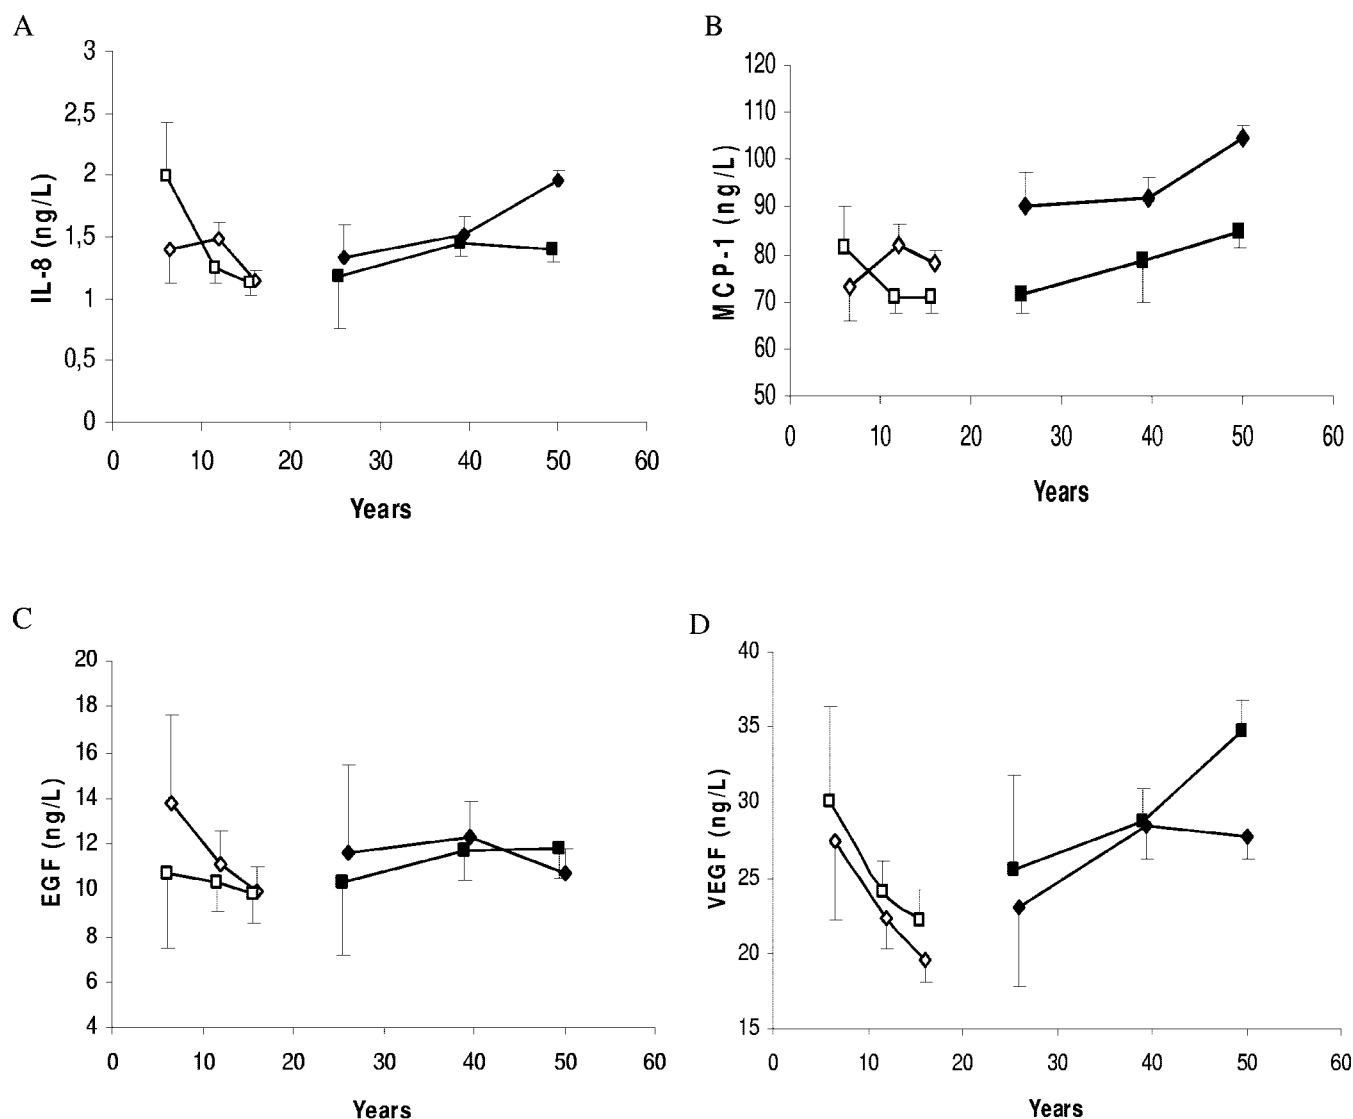 A
IL-8 (ng/L)
3
2,5
2
1,5
1
0,5
0
0 10 20 30 40 50 60
Years
B
MCP-1 (ng/L)
120
110
100
90
80
70
60
50
0 10 20 30 40 50 60
Years
C
EGF (ng/L)
20
18
16
14
12
10
8
6
4
0 10 20 30 40 50 60
Years
D
VEGF (ng/L)
40
35
30
25
20
15
0 10 20 30 40 50 60
Years